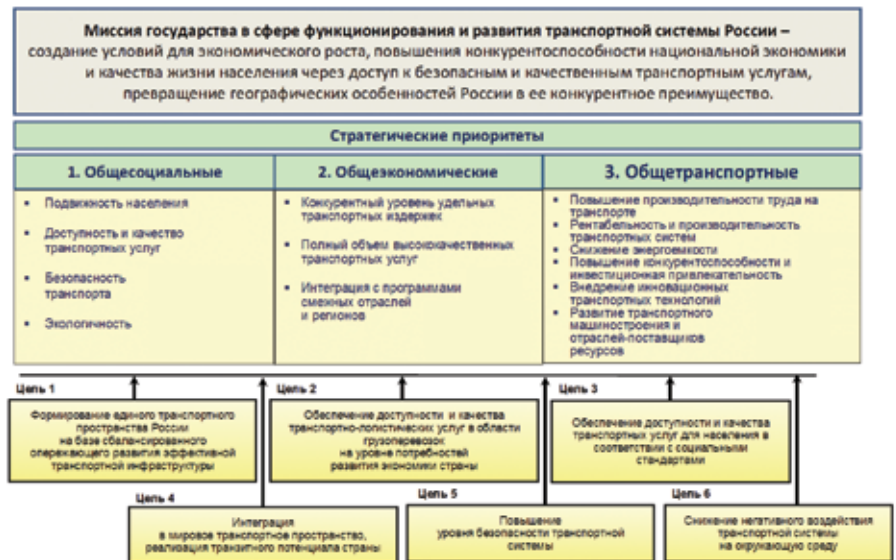 Миссия государства в сфере функционирования и развития транспортной системы России –
создание условий для экономического роста, повышения конкурентоспособности национальной экономики
и качества жизни населения через доступ к безопасным и качественным транспортным услугам,
превращение географических особенностей России в ее конкурентное преимущество.
Стратегические приоритеты
1. Общесоциальные
▪ Подвижность населения
▪ Доступность и качество
транспортных услуг
▪ Безопасность
транспорта
▪ Экологичность
2. Общеэкономические
▪ Конкурентный уровень удельных
транспортных издержек
▪ Полный объем высококачественных
транспортных услуг
▪ Интеграция с программами
смежных отраслей
и регионов
3. Общетранспортные
▪ Повышение производительности труда на
транспорте
▪ Рентабельность и производительность
транспортных систем
▪ Снижение энергоемкости
▪ Повышение конкурентоспособности и
инвестиционная привлекательность
▪ Внедрение инновационных
транспортных технологий
▪ Развитие транспортного
машиностроения и
отраслей-поставщиков
ресурсов
Цель 1
Формирование единого транспортного
пространства России
на базе сбалансированного
опережающего развития эффективной
транспортной инфраструктуры
Цель 2
Обеспечение доступности и качества
транспортно-логистических услуг в области
грузоперевозок
на уровне потребностей
развития экономики страны
Цель 3
Обеспечение доступности и качества
транспортных услуг для населения в
соответствии с социальными
стандартами
Цель 4
Интеграция
в мировое транспортное пространство,
реализация транзитного потенциала страны
Цель 5
Повышение
уровня безопасности транспортной
системы
Цель 6
Снижение негативного воздействия
транспортной системы
на окружающую среду